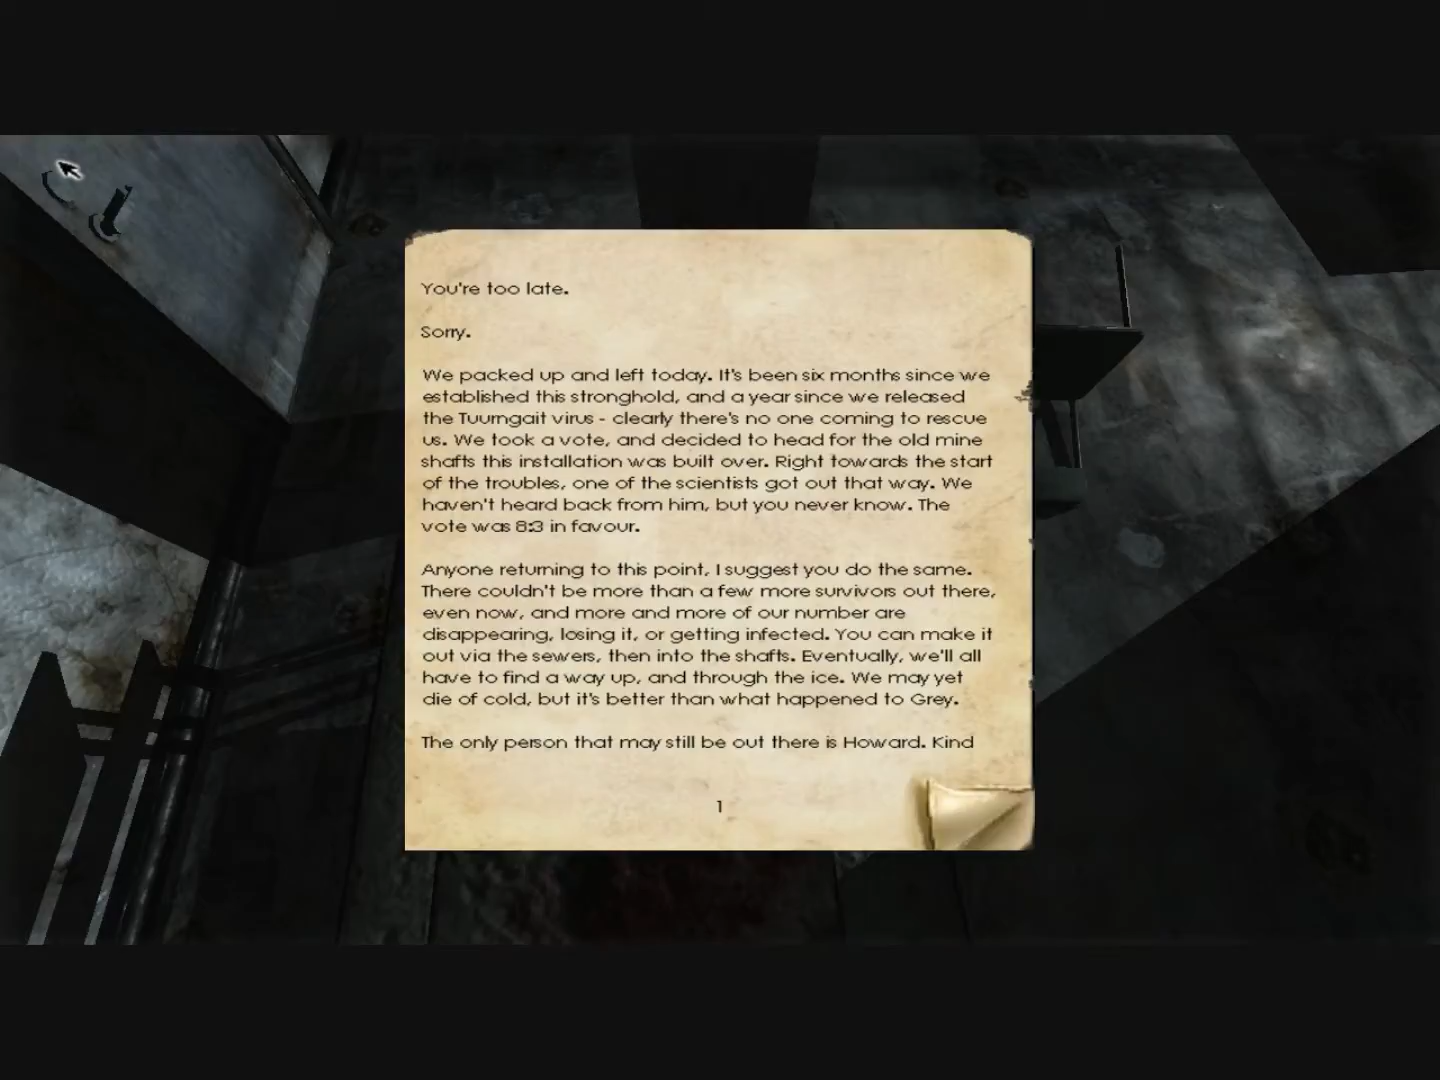 You're too late.
Sorry.
We packed up and left today. It's been six months since we
established this stronghold, and a year since we released
the Tuurngait virus - clearly there's no one coming to rescue
us. We took a vote, and decided to head for the old mine
shafts this installation was built over. Right towards the start
of the troubles, one of the scientists got out that way. We
haven't heard back from him, but you never know. The
vote was 8:3 in favour.
Anyone returning to this point, I suggest you do the same.
There couldn't be more than a few more survivors out there,
even now, and more and more of our number are
disappearing, losing it, or getting infected. You can make it
out via the sewers, then into the shafts. Eventually, we'll all
have to find a way up, and through the ice. We may yet
die of cold, but it's better than what happened to Grey.
The only person that may still be out there is Howard. Kind
1